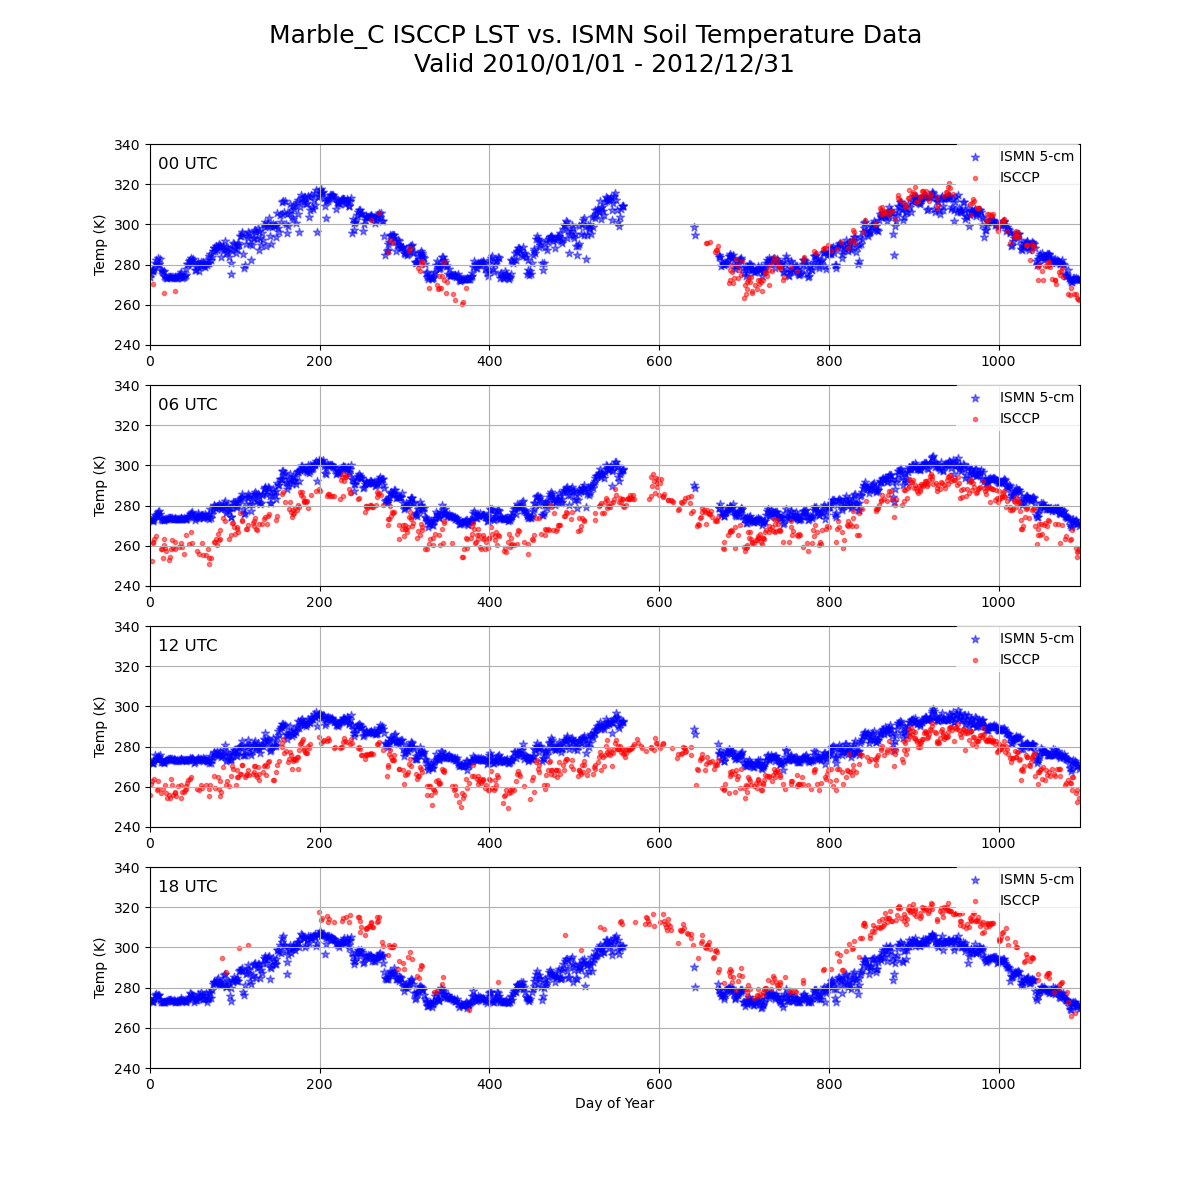 Marble_C ISCCP LST vs. ISMN Soil Temperature Data
Valid 2010/01/01 - 2012/12/31
340
320
300
280
260
240
Temp (K)
00 UTC
ISMN 5-cm
ISCCP
0
200
400
600
800
1000
340
320
300
280
260
240
Temp (K)
06 UTC
ISMN 5-cm
ISCCP
0
200
400
600
800
1000
340
320
300
280
260
240
Temp (K)
12 UTC
ISMN 5-cm
ISCCP
0
200
400
600
800
1000
340
320
300
280
260
240
Temp (K)
18 UTC
ISMN 5-cm
ISCCP
0
200
400
600
800
1000
Day of Year